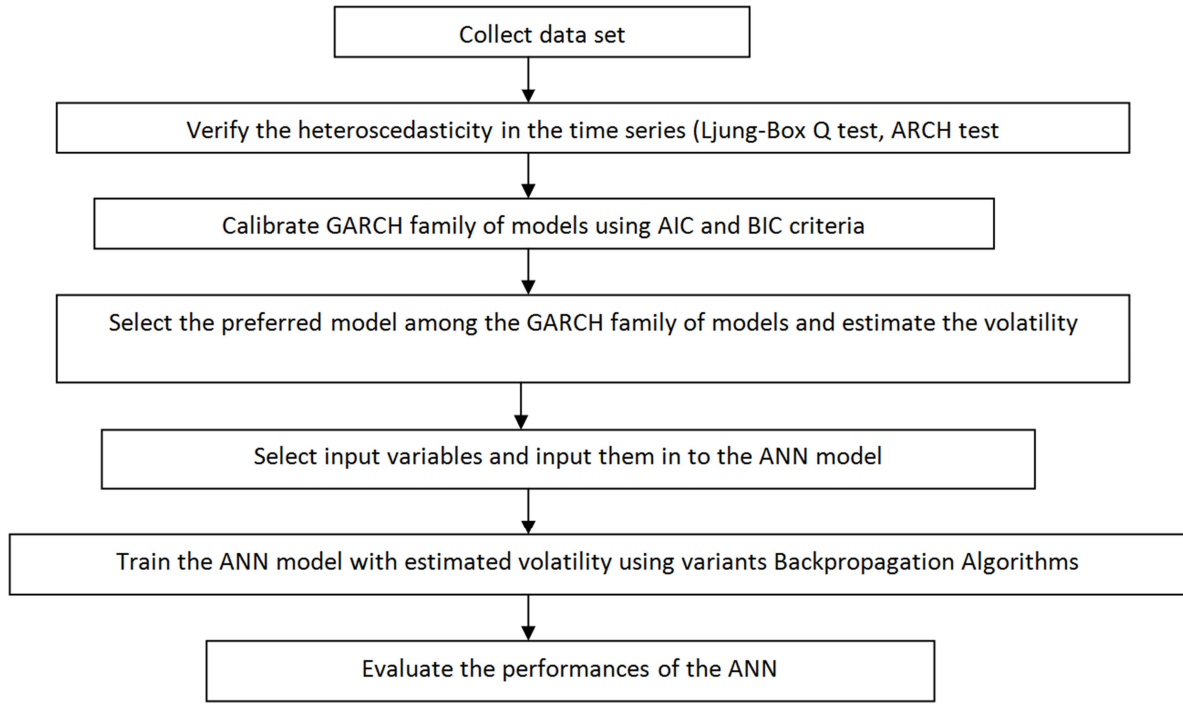 Collect data set
Verify the heteroscedasticity in the time series (Ljung-Box Q test, ARCH test
Calibrate GARCH family of models using AIC and BIC criteria
Select the preferred model among the GARCH family of models and estimate the volatility
Select input variables and input them in to the ANN model
Train the ANN model with estimated volatility using variants Backpropagation Algorithms
Evaluate the performances of the ANN